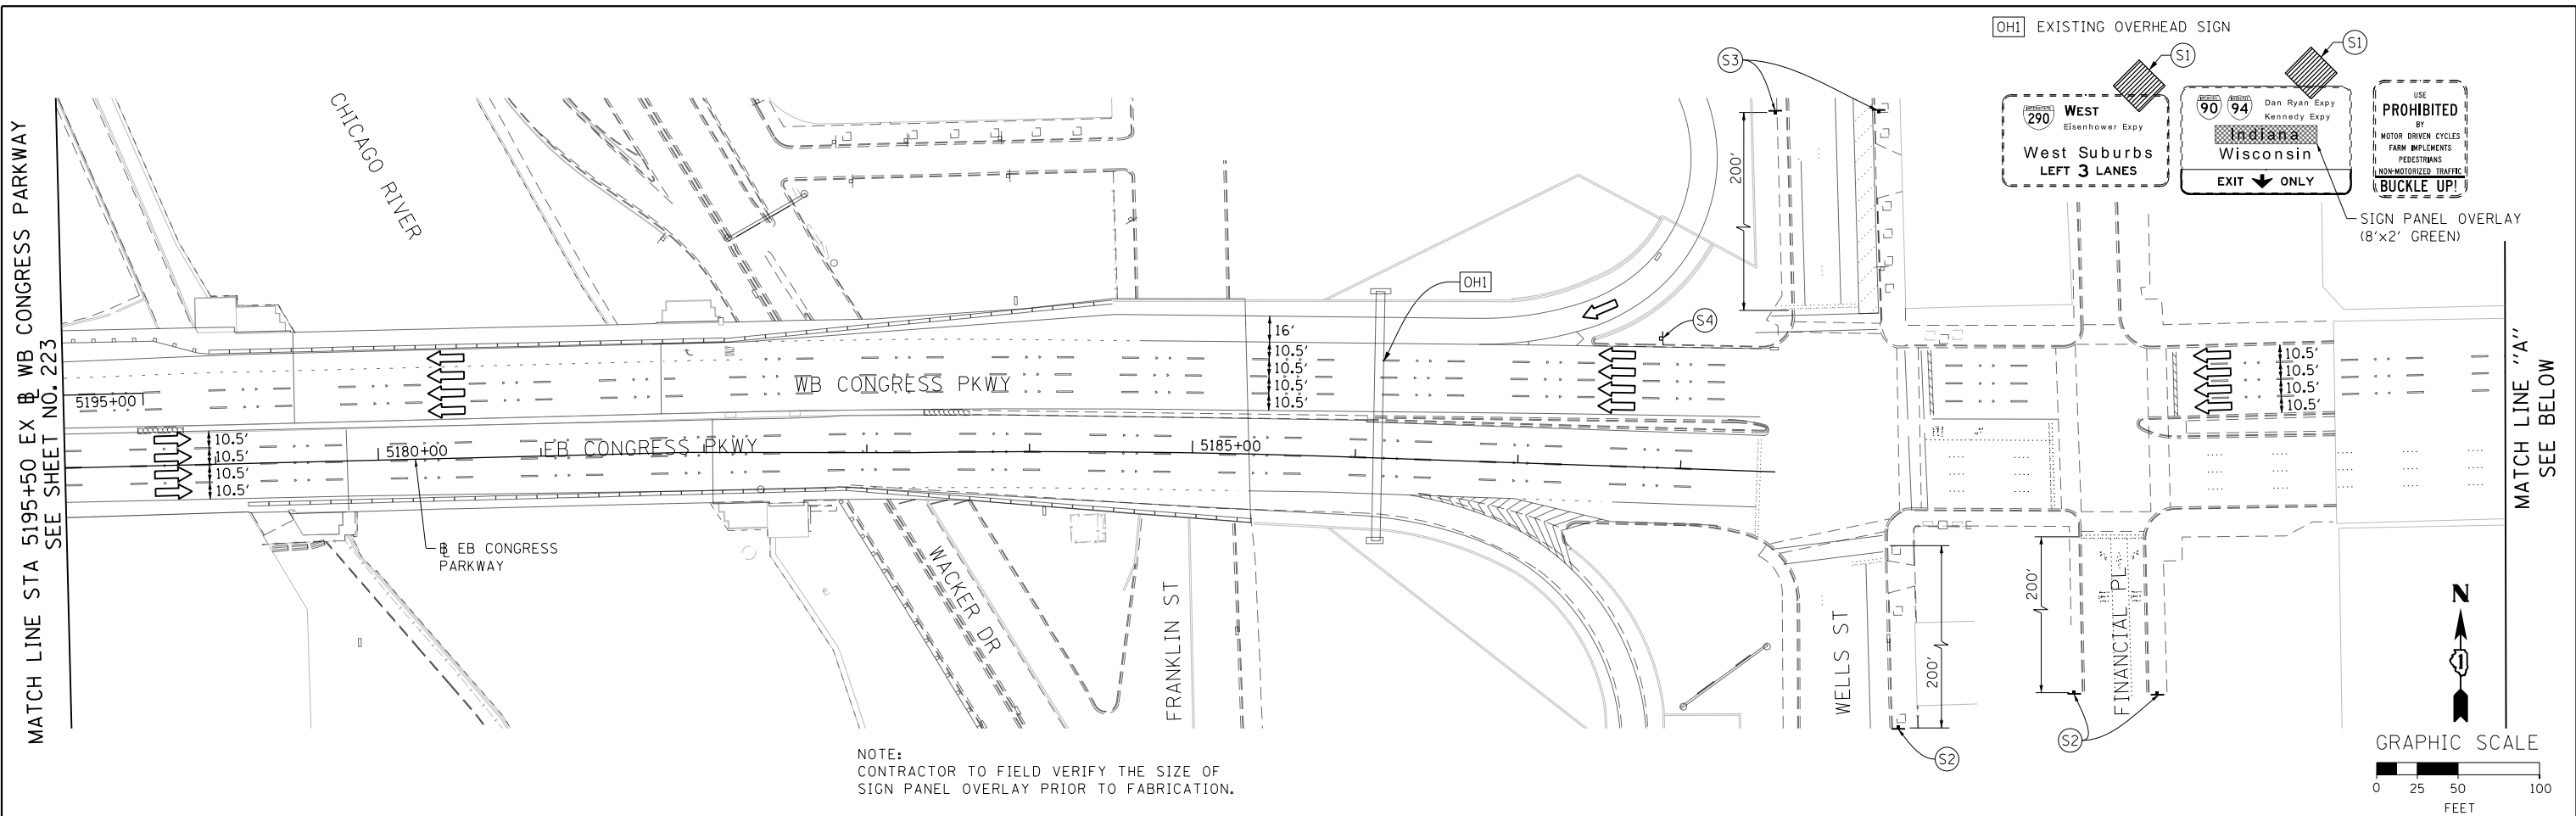 OH1 EXISTING OVERHEAD SIGN
S1
S1
INTERSTATE
290
WEST
Eisenhower Expy
West Suburbs
LEFT 3 LANES
90
94
Dan Ryan Expy
Kennedy Expy
Indiana
Wisconsin
EXIT ONLY
USE
PROHIBITED
BY
MOTOR DRIVEN CYCLES
FARM IMPLEMENTS
PEDESTRIANS
NON-MOTORIZED TRAFFIC
BUCKLE UP!
SIGN PANEL OVERLAY
(8'x2' GREEN)
S3
200'
CHICAGO RIVER
OH1
S4
MATCH LINE STA 5195+50 EX B WB CONGRESS PARKWAY
SEE SHEET NO. 223
16'
10.5'
10.5'
10.5'
10.5'
WB CONGRESS PKWY
5195+00
10.5'
10.5'
10.5'
10.5'
10.5'
10.5'
10.5'
10.5'
5180+00
EB CONGRESS PKWY
5185+00
MATCH LINE "A"
SEE BELOW
B EB CONGRESS
PARKWAY
WACKER DR
FRANKLIN ST
WELLS ST
200'
200'
FINANCIAL PL
S2
S2
N
1
NOTE:
CONTRACTOR TO FIELD VERIFY THE SIZE OF
SIGN PANEL OVERLAY PRIOR TO FABRICATION.
GRAPHIC SCALE
0 25 50 100
FEET